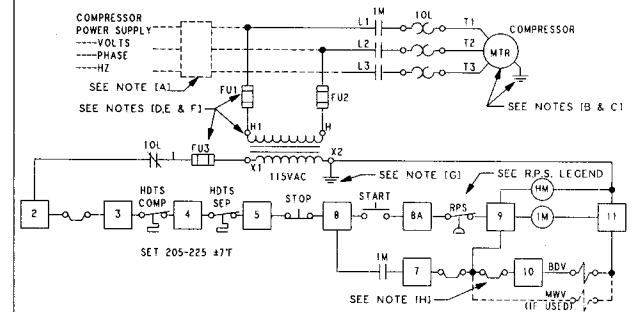 COMPRESSOR
POWER SUPPLY
VOLTS
PHASE
HZ
SEE NOTE [A]
L1 1M IOL T1
L2 T2
L3 T3
COMPRESSOR
MTR
SEE NOTES [B & C]
FU1
FU2
SEE NOTES [D,E & F]
H1 H
X1 X2
115VAC
IOL
FU3
SEE NOTE [G]
SEE R.P.S. LEGEND
HM
2
3
HDTS
COMP
4
HDTS
SEP
5
STOP
8
START
8A
RPS
9
1M
11
SET 205-225 ±7°F
1M
7
10
BDV
SEE NOTE [H]
MWV
(IF USED)